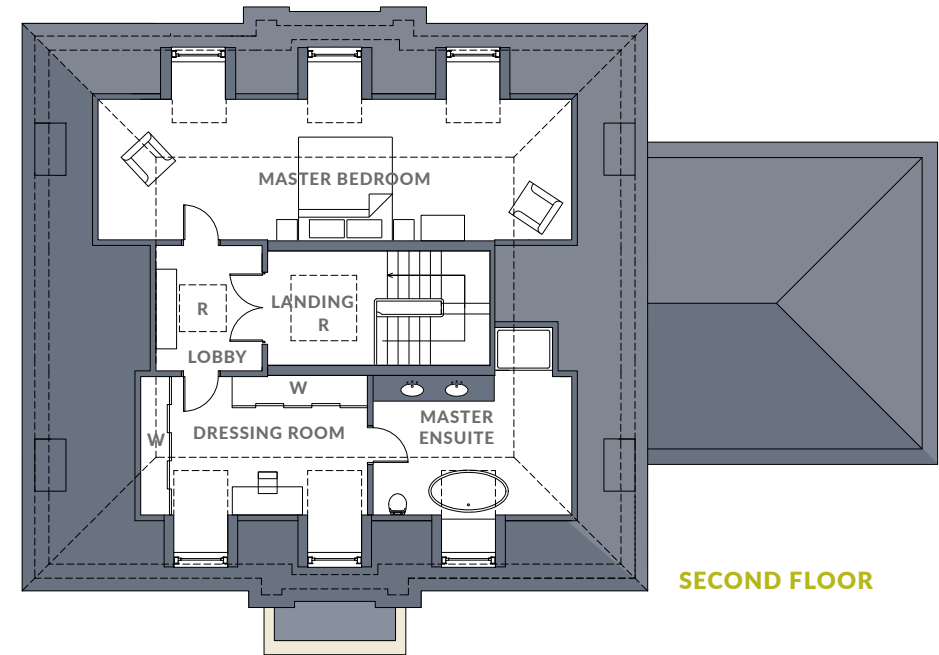 MASTER BEDROOM
R
LANDING
R
LOBBY
W
W
DRESSING ROOM
MASTER
ENSUITE
SECOND FLOOR